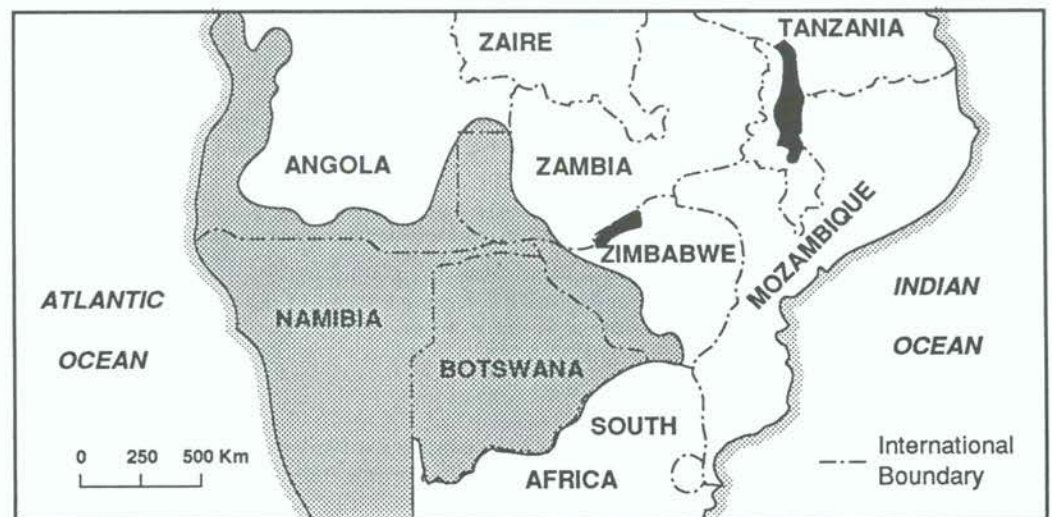 TANZANIA
ZAIRE
ANGOLA
ZAMBIA
MOZAMBIQUE
ZIMBABWE
ATLANTIC
OCEAN
INDIAN
OCEAN
NAMIBIA
BOTSWANA
SOUTH
AFRICA
0 250 500 Km
International
Boundary